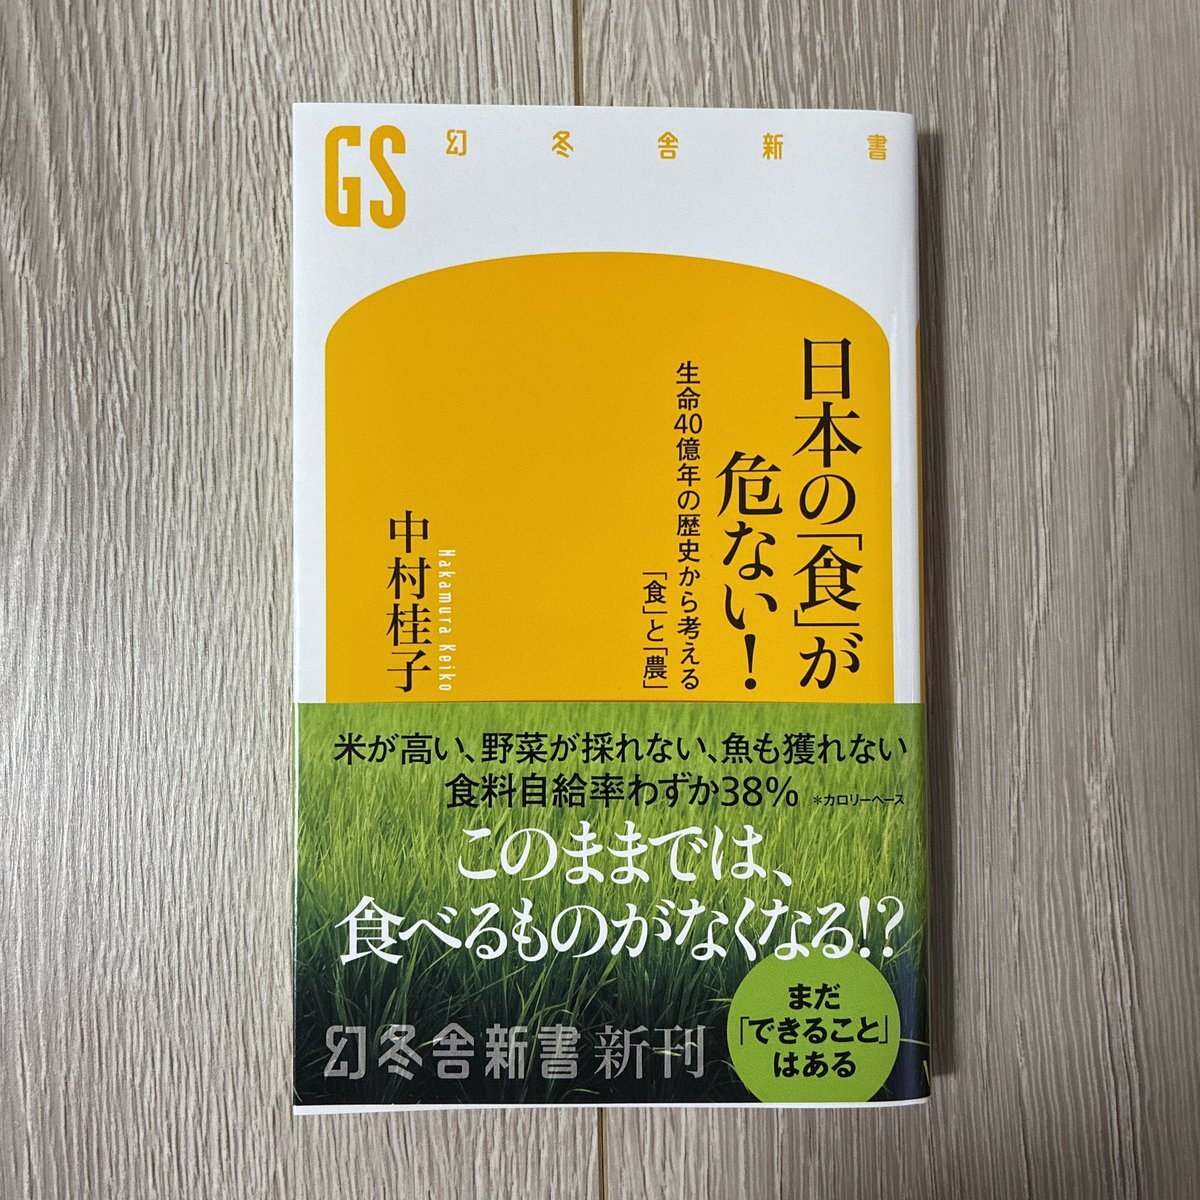 GS
幻冬舎新書
日本の「食」が
危ない!
生命40億年の歴史から考える
「食」と「農」
中村桂子
Nakamura Keiko
米が高い、野菜が採れない、魚も獲れない
食料自給率わずか38% *カロリーベース
このままでは、
食べるものがなくなる!?
まだ
「できること」
はある
幻冬舎新書 新刊